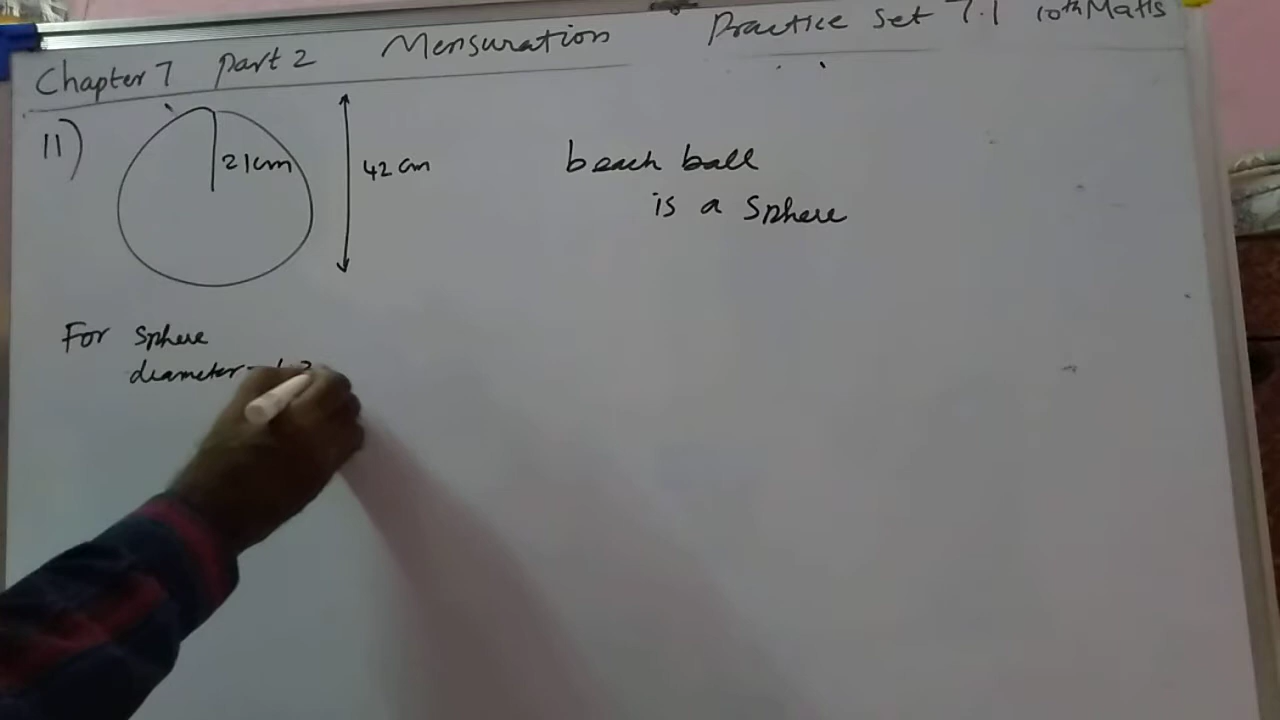 Chapter 7 Part 2 Mensuration Practice Set 7.1 10th Maths
11)
21cm
42 cm
beach ball
is a Sphere
For Sphere
diameter